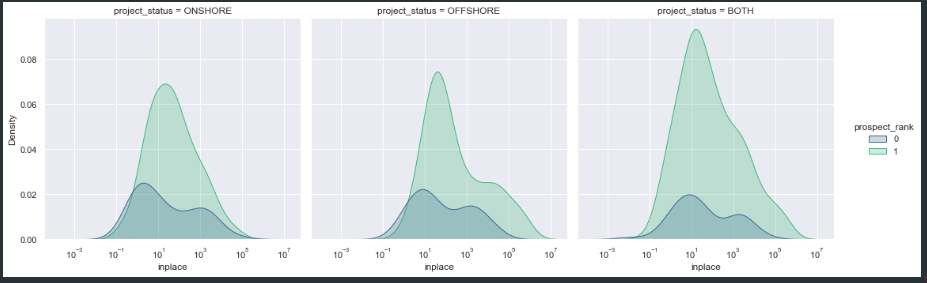 project_status = ONSHORE
project_status = OFFSHORE
project_status = BOTH
Density
0.08
0.06
0.04
0.02
0.00
10⁻³ 10⁻¹ 10¹ 10³ 10⁵ 10⁷
10⁻³ 10⁻¹ 10¹ 10³ 10⁵ 10⁷
10⁻³ 10⁻¹ 10¹ 10³ 10⁵ 10⁷
inplace
inplace
inplace
prospect_rank
0
1